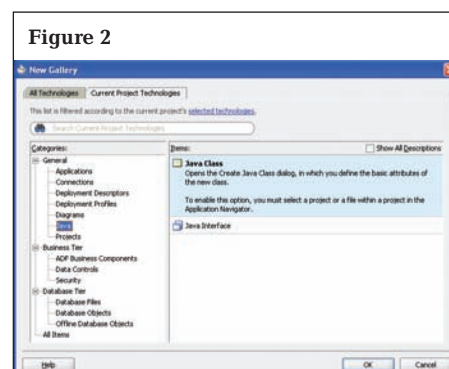 Figure 2
New Gallery
All Technologies
Current Project Technologies
This list is filtered according to the current project's selected technologies.
Search Current Project Technologies
Categories:
General
Applications
Connections
Deployment Descriptors
Deployment Profiles
Diagrams
Java
Projects
Business Tier
ADF Business Components
Data Controls
Security
Database Tier
Database Files
Database Objects
Offline Database Objects
All Items
Items:
Show All Descriptions
Java Class
Opens the Create Java Class dialog, in which you define the basic attributes of
the new class.
To enable this option, you must select a project or a file within a project in the
Application Navigator.
Java Interface
Help
OK
Cancel